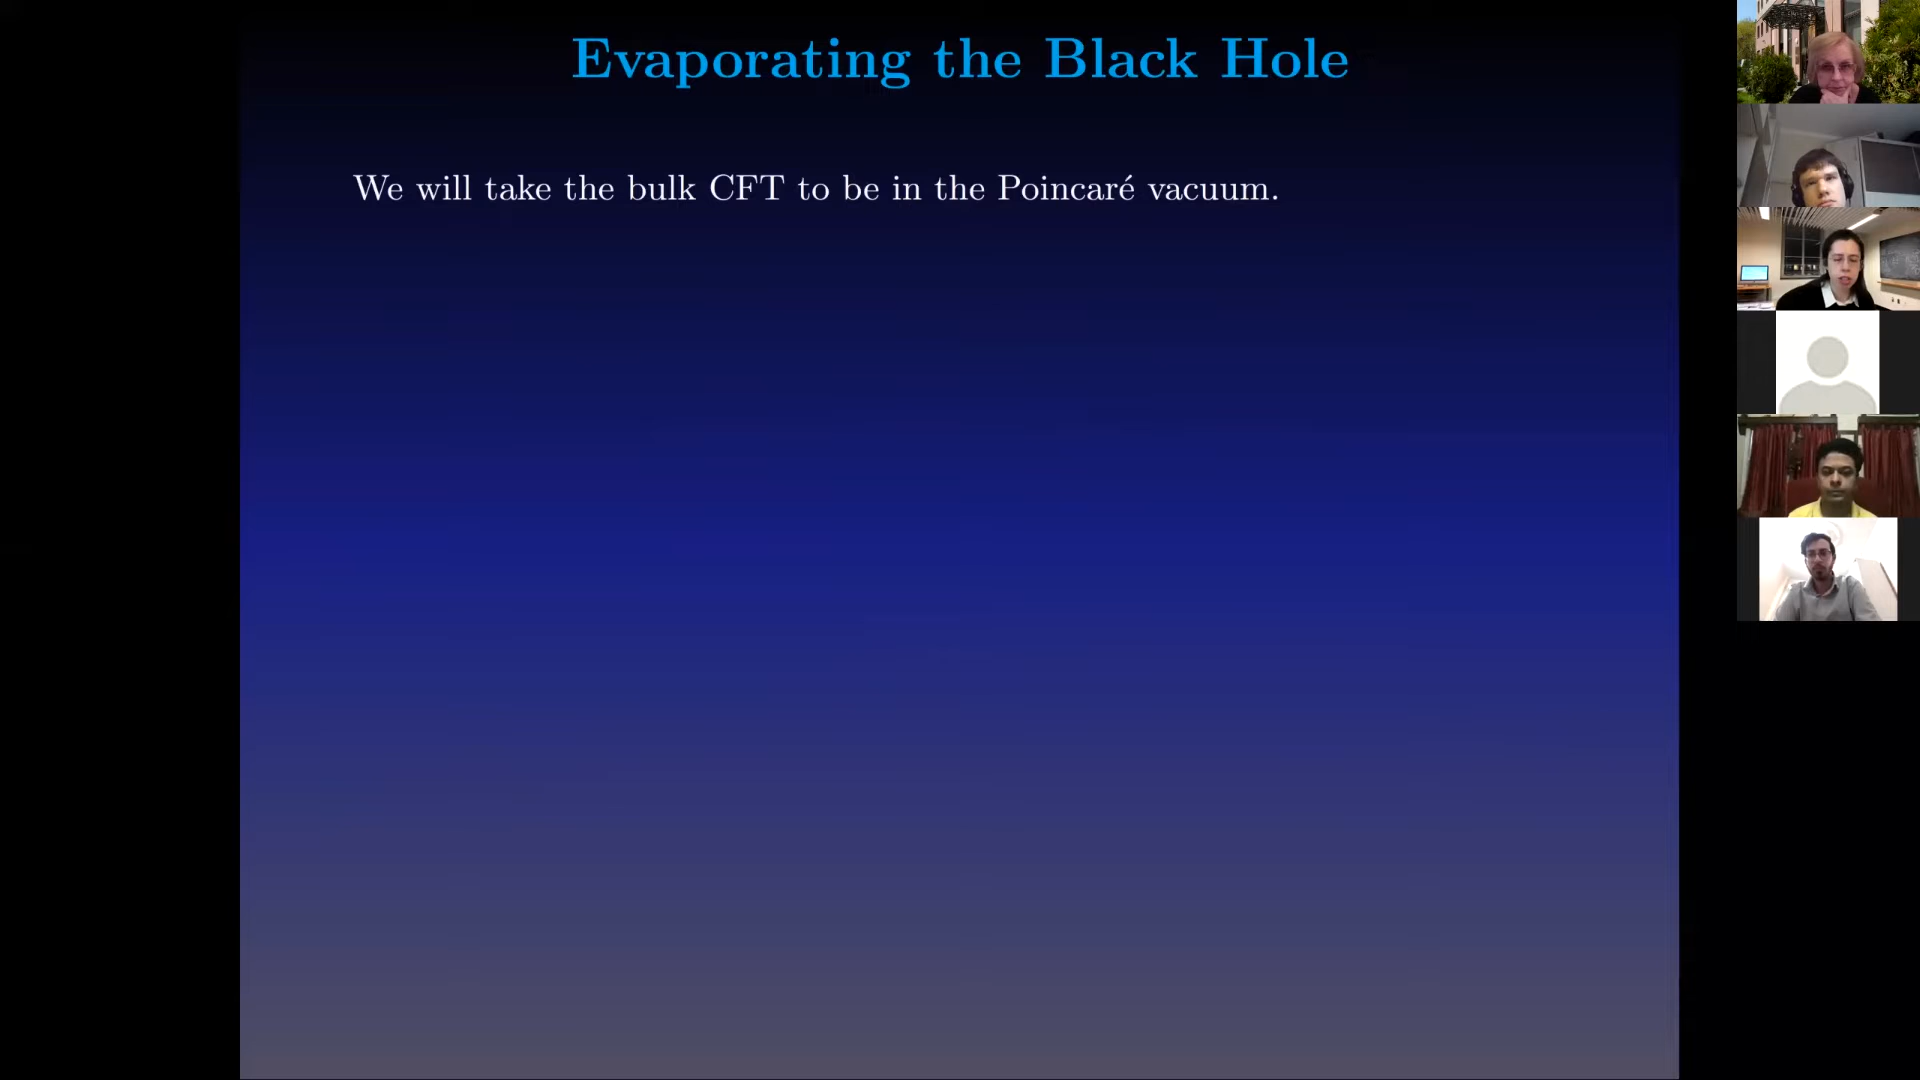 Evaporating the Black Hole
We will take the bulk CFT to be in the Poincaré vacuum.